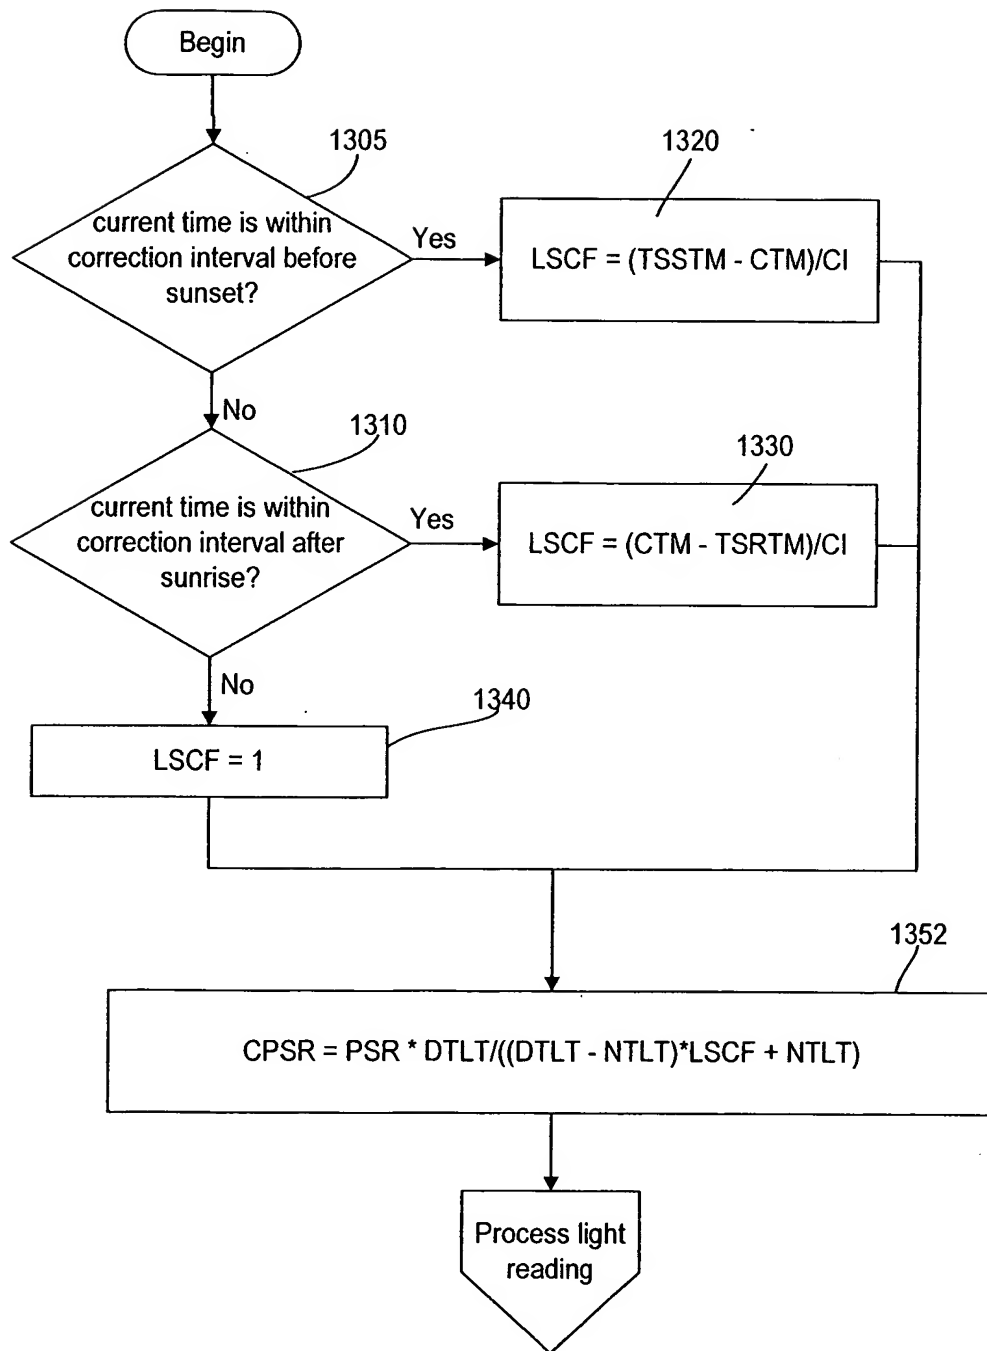 Begin
1305
current time is within
correction interval before
sunset?
Yes
1320
LSCF = (TSSTM - CTM)/CI
No
1310
current time is within
correction interval after
sunrise?
Yes
1330
LSCF = (CTM - TSRTM)/CI
No
1340
LSCF = 1
1352
CPSR = PSR * DTLT/((DTLT - NTLT)*LSCF + NTLT)
Process light
reading